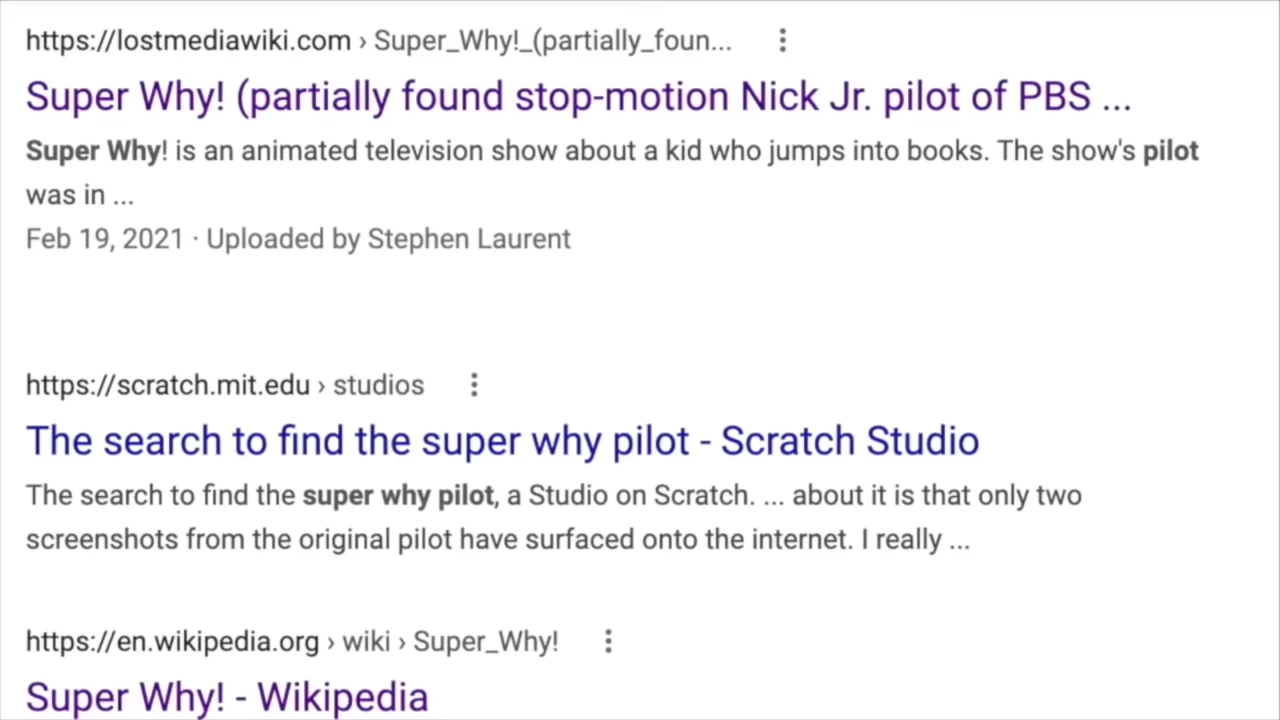 https://lostmediawiki.com › Super_Why!_(partially_foun...
Super Why! (partially found stop-motion Nick Jr. pilot of PBS ...
Super Why! is an animated television show about a kid who jumps into books. The show's pilot
was in ...
Feb 19, 2021 · Uploaded by Stephen Laurent
https://scratch.mit.edu › studios
The search to find the super why pilot - Scratch Studio
The search to find the super why pilot, a Studio on Scratch. ... about it is that only two
screenshots from the original pilot have surfaced onto the internet. I really ...
https://en.wikipedia.org › wiki › Super_Why!
Super Why! - Wikipedia